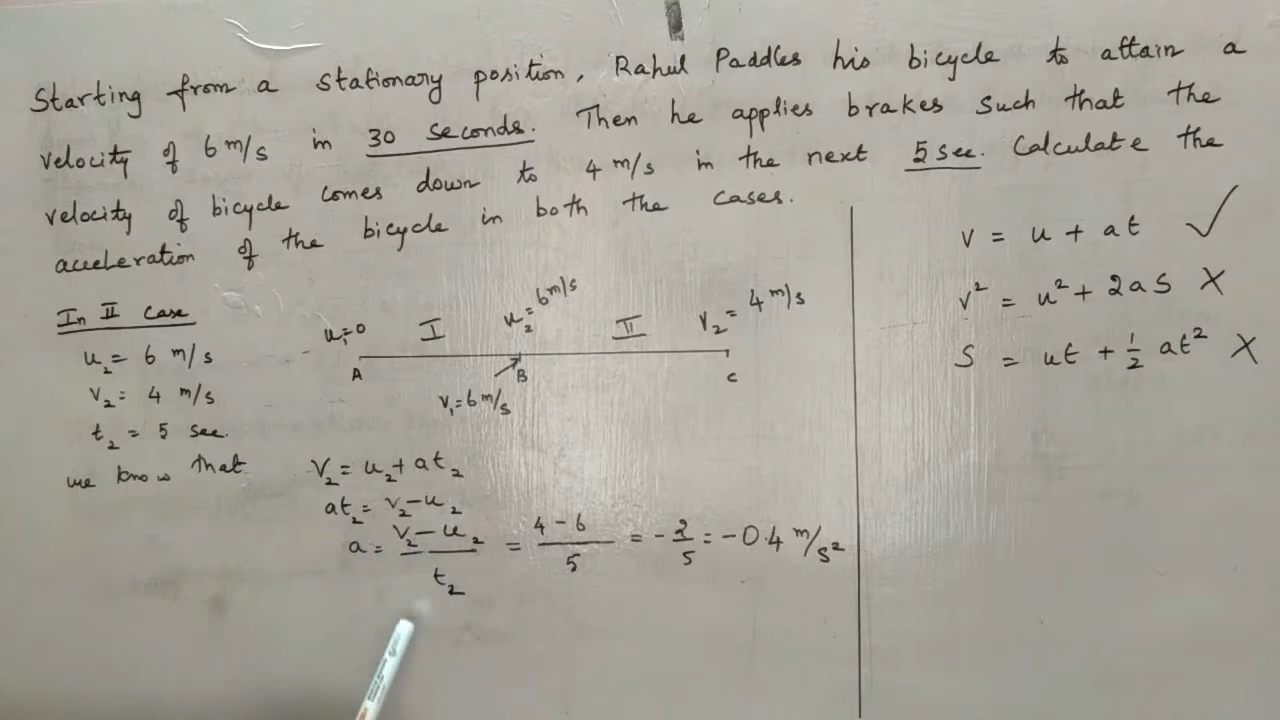 Starting from a stationary position, Rahul Paddles his bicycle to attain a
velocity of 6 m/s in 30 seconds. Then he applies brakes such that the
velocity of bicycle comes down to 4 m/s in the next 5 sec. Calculate the
acceleration of the bicycle in both the cases.
In II Case
u₂ = 6 m/s
v₂ = 4 m/s
t₂ = 5 sec.
we know that
u₁=0 I u₂=6m/s II v₂=4m/s
A B C
v₁=6m/s
v₂ = u₂ + at₂
at₂ = v₂ - u₂
a = (v₂ - u₂)/t₂ = (4 - 6)/5 = -2/5 = -0.4 m/s²
v = u + at ✓
v² = u² + 2as X
S = ut + ½ at² X